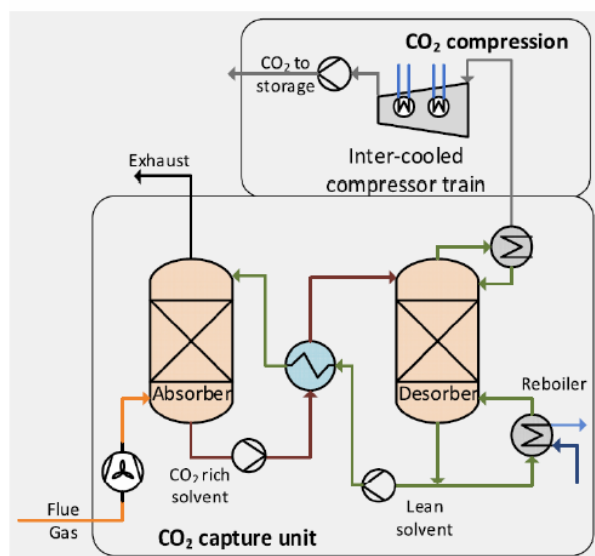 CO₂ compression
CO₂ to
storage
Inter-cooled
compressor train
Exhaust
Absorber
Desorber
Reboiler
CO₂ rich
solvent
Lean
solvent
Flue
Gas
CO₂ capture unit